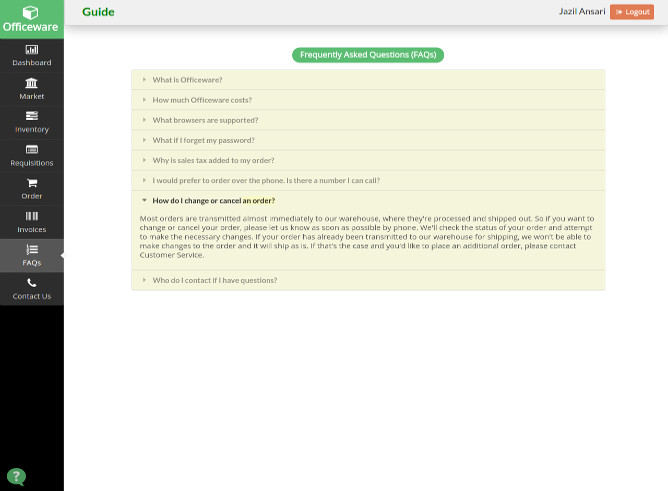 Officeware
Guide
Jazil Ansari
Logout
Dashboard
Market
Inventory
Requisitions
Order
Invoices
FAQs
Contact Us
?
Frequently Asked Questions (FAQs)
What is Officeware?
How much Officeware costs?
What browsers are supported?
What if I forget my password?
Why is sales tax added to my order?
I would prefer to order over the phone. Is there a number I can call?
How do I change or cancel an order?
Most orders are transmitted almost immediately to our warehouse, where they're processed and shipped out. So if you want to
change or cancel your order, please let us know as soon as possible by phone. We'll check the status of your order and attempt
to make the necessary changes. If your order has already been transmitted to our warehouse for shipping, we won't be able to
make changes to the order and it will ship as is. If that's the case and you'd like to place an additional order, please contact
Customer Service.
Who do I contact if I have questions?